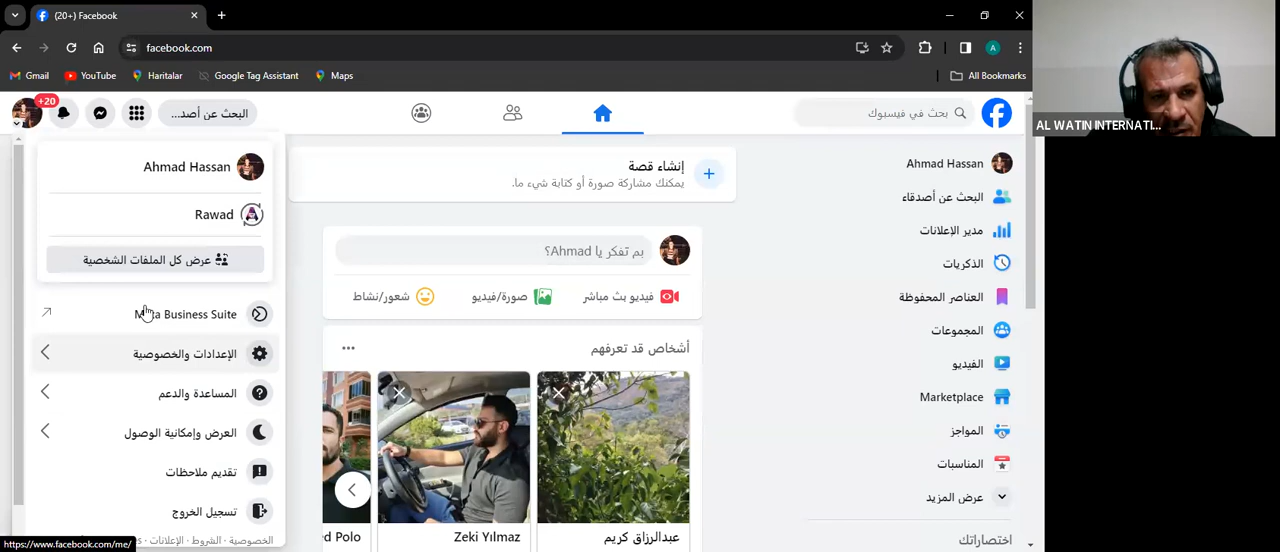 (20+) Facebook
facebook.com
Gmail
YouTube
Haritalar
Google Tag Assistant
Maps
All Bookmarks
A
AL WATIN INTERNATI...
+20
البحث عن أصد...
بحث في فيسبوك
Ahmad Hassan
Rawad
عرض كل الملفات الشخصية
Meta Business Suite
الإعدادات والخصوصية
المساعدة والدعم
العرض وإمكانية الوصول
تقديم ملاحظات
تسجيل الخروج
الخصوصية · الشروط · الإعلانات ·
https://www.facebook.com/me/
إنشاء قصة
يمكنك مشاركة صورة أو كتابة شيء ما.
بم تفكر يا Ahmad؟
فيديو بث مباشر
صورة/فيديو
شعور/نشاط
أشخاص قد تعرفهم
عبدالرزاق كريم
Zeki Yılmaz
ed Polo
Ahmad Hassan
البحث عن أصدقاء
مدير الإعلانات
الذكريات
العناصر المحفوظة
المجموعات
الفيديو
Marketplace
المواجز
المناسبات
عرض المزيد
اختصاراتك